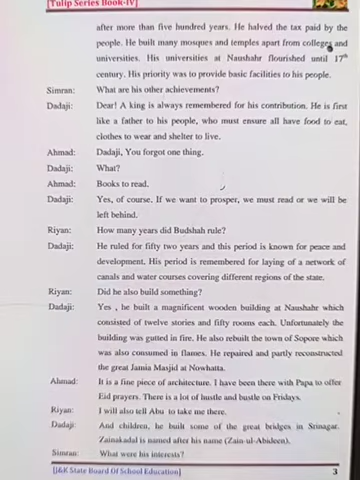 [Tulip Series Book-IV]
after more than five hundred years. He halved the tax paid by the
people. He built many mosques and temples apart from colleges and
universities. His universities at Naushahr flourished until 17th
century. His priority was to provide basic facilities to his people.
Simran: What are his other achievements?
Dadaji: Dear! A king is always remembered for his contribution. He is first
like a father to his people, who must ensure all have food to eat,
clothes to wear and shelter to live.
Ahmad: Dadaji, You forgot one thing.
Dadaji: What?
Ahmad: Books to read.
Dadaji: Yes, of course. If we want to prosper, we must read or we will be
left behind.
Riyan: How many years did Budshah rule?
Dadaji: He ruled for fifty two years and this period is known for peace and
development. His period is remembered for laying of a network of
canals and water courses covering different regions of the state.
Riyan: Did he also build something?
Dadaji: Yes , he built a magnificent wooden building at Naushahr which
consisted of twelve stories and fifty rooms each. Unfortunately the
building was gutted in fire. He also rebuilt the town of Sopore which
was also consumed in flames. He repaired and partly reconstructed
the great Jamia Masjid at Nowhatta.
Ahmad: It is a fine piece of architecture. I have been there with Papa to offer
Eid prayers. There is a lot of hustle and bustle on Fridays.
Riyan: I will also tell Abu to take me there.
Dadaji: And children, he built some of the great bridges in Srinagar.
Zainakadal is named after his name (Zain-ul-Abideen).
Simran: What were his interests?
[J&K State Board Of School Education] 3